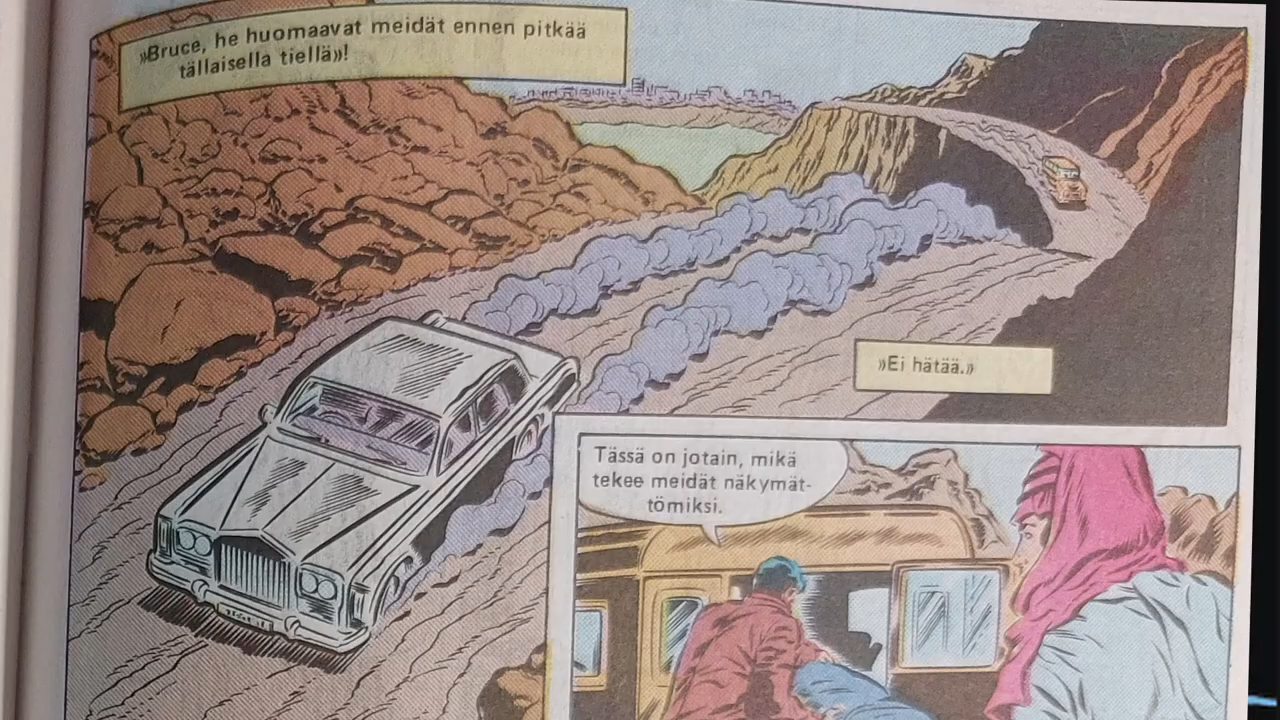 »Bruce, he huomaavat meidät ennen pitkää
tällaisella tiellä»!
»Ei hätää.»
Tässä on jotain, mikä
tekee meidät näkymät-
tömiksi.